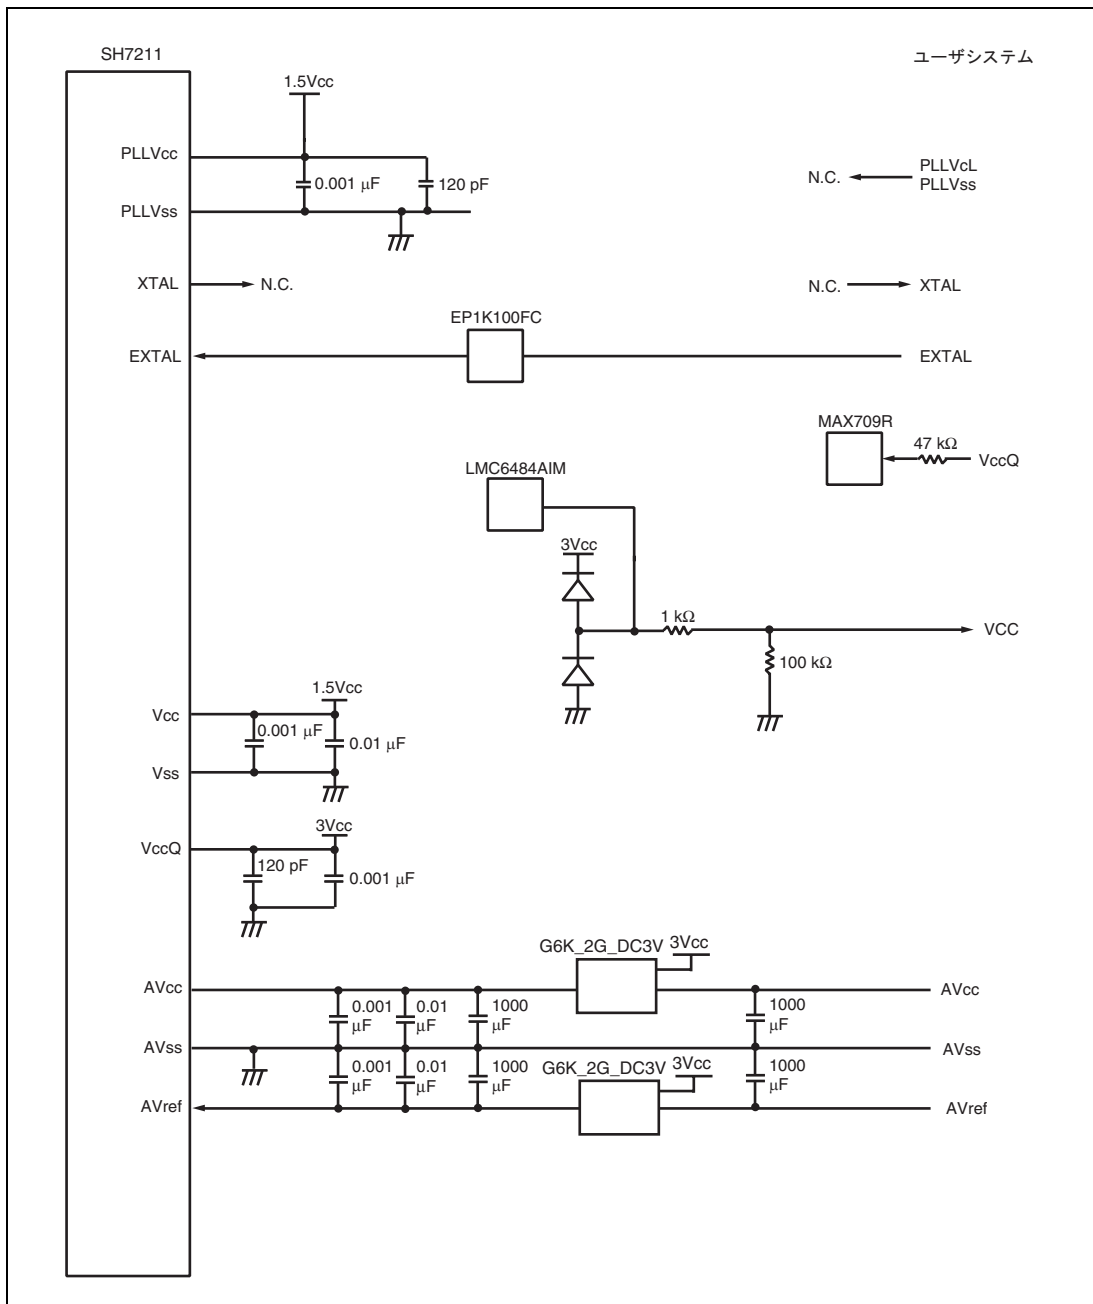 SH7211
ユーザシステム
1.5Vcc
PLLVcc
0.001 μF
120 pF
PLLVss
N.C.
PLLVcL
PLLVss
XTAL
N.C.
N.C.
XTAL
EP1K100FC
EXTAL
EXTAL
MAX709R
47 kΩ
VccQ
LMC6484AIM
3Vcc
1 kΩ
VCC
100 kΩ
1.5Vcc
Vcc
0.001 μF
0.01 μF
Vss
3Vcc
VccQ
120 pF
0.001 μF
G6K_2G_DC3V
3Vcc
AVcc
0.001
μF
0.01
μF
1000
μF
1000
μF
AVcc
AVss
AVss
0.001
μF
0.01
μF
1000
μF
G6K_2G_DC3V
3Vcc
1000
μF
AVref
AVref